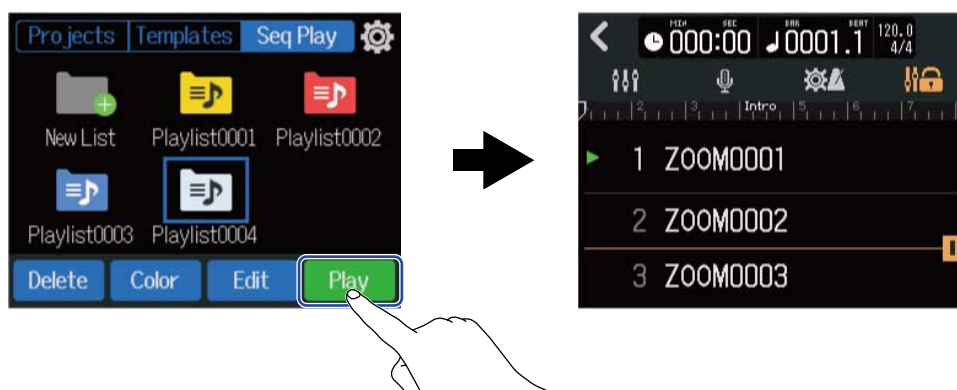 Projects Templates Seq Play
New List Playlist0001 Playlist0002
Playlist0003 Playlist0004
Delete Color Edit Play
MIN SEC BAR BEAT
000:00 0001.1 120.0
4/4
2 3 Intro 5 6 7
1 ZOOM0001
2 ZOOM0002
3 ZOOM0003